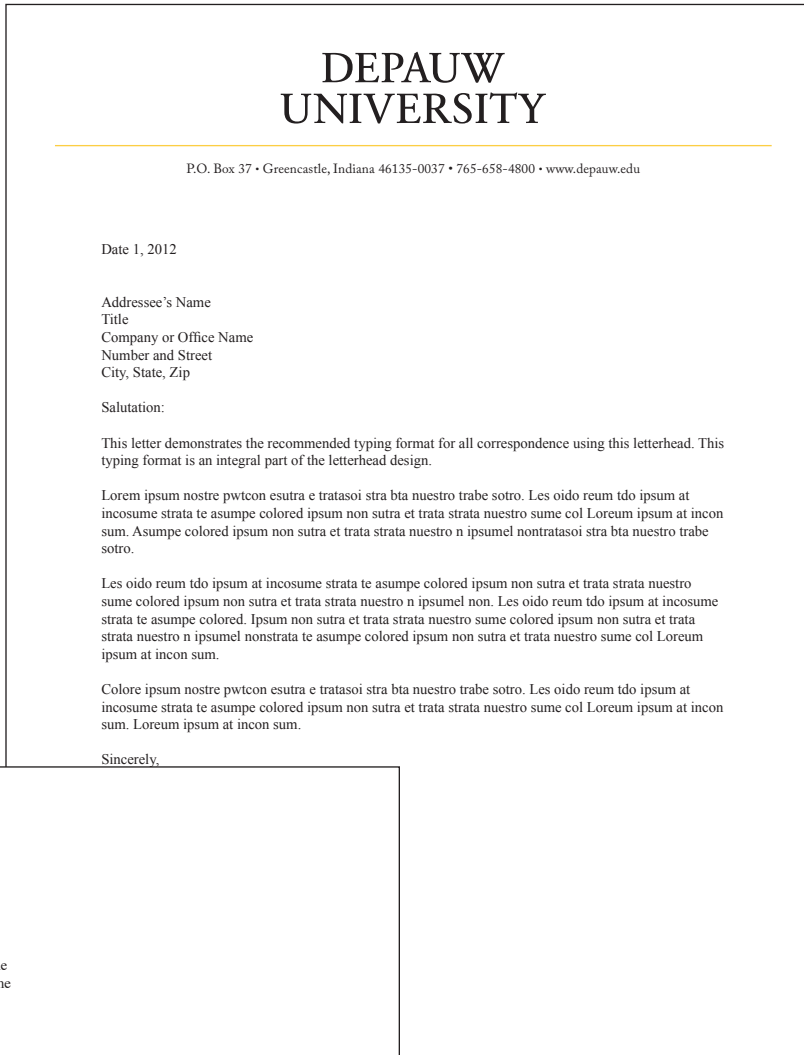 DEPAUW
UNIVERSITY
P.O. Box 37 • Greencastle, Indiana 46135-0037 • 765-658-4800 • www.depauw.edu
Date 1, 2012
Addressee’s Name
Title
Company or Office Name
Number and Street
City, State, Zip
Salutation:
This letter demonstrates the recommended typing format for all correspondence using this letterhead. This
typing format is an integral part of the letterhead design.
Lorem ipsum nostre pwtcon esutra e tratasoi stra bta nuestro trabe sotro. Les oido reum tdo ipsum at
incosume strata te asumpe colored ipsum non sutra et trata strata nuestro sume col Loreum ipsum at incon
sum. Asumpe colored ipsum non sutra et trata strata nuestro n ipsumel nontratasoi stra bta nuestro trabe
sotro.
Les oido reum tdo ipsum at incosume strata te asumpe colored ipsum non sutra et trata strata nuestro
sume colored ipsum non sutra et trata strata nuestro n ipsumel non. Les oido reum tdo ipsum at incosume
strata te asumpe colored. Ipsum non sutra et trata strata nuestro sume colored ipsum non sutra et trata
strata nuestro n ipsumel nonstrata te asumpe colored ipsum non sutra et trata nuestro sume col Loreum
ipsum at incon sum.
Colore ipsum nostre pwtcon esutra e tratasoi stra bta nuestro trabe sotro. Les oido reum tdo ipsum at
incosume strata te asumpe colored ipsum non sutra et trata strata nuestro sume col Loreum ipsum at incon
sum. Loreum ipsum at incon sum.
Sincerely,